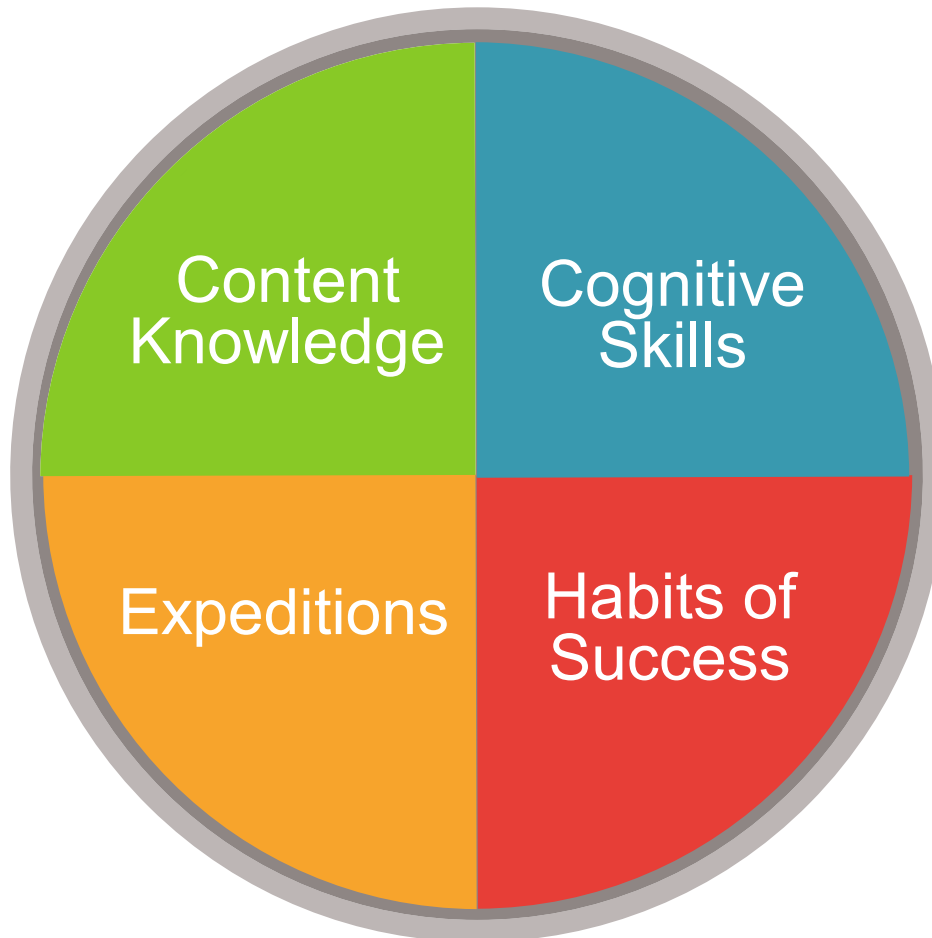 Content
Knowledge
Cognitive
Skills
Expeditions
Habits of
Success